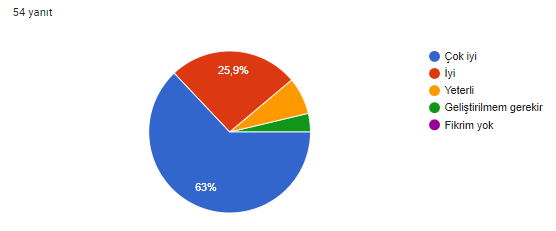 54 yanıt
25,9%
63%
Çok iyi
İyi
Yeterli
Geliştirilmem gerekir
Fikrim yok